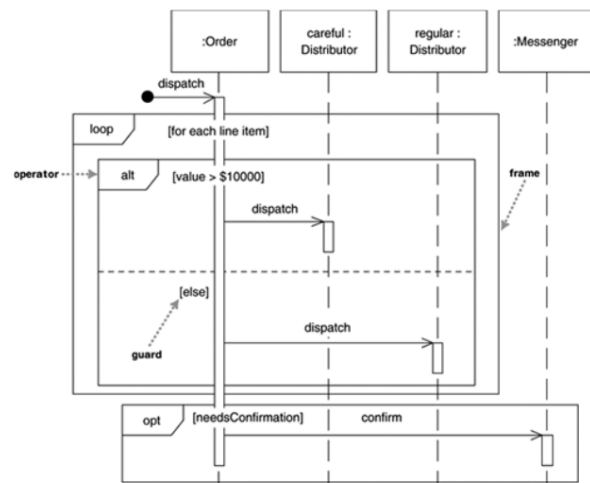 :Order
careful :
Distributor
regular :
Distributor
:Messenger
dispatch
loop
[for each line item]
operator
alt
[value > $10000]
frame
dispatch
[else]
dispatch
guard
opt
[needsConfirmation]
confirm